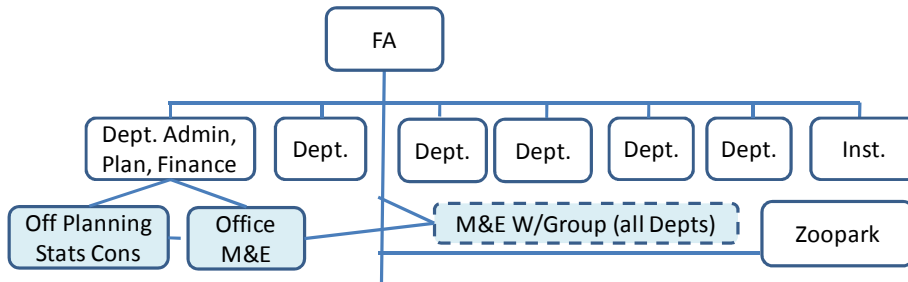 FA
Dept. Admin,
Plan, Finance
Dept.
Dept.
Dept.
Dept.
Dept.
Inst.
Off Planning
Stats Cons
Office
M&E
M&E W/Group (all Depts)
Zoopark